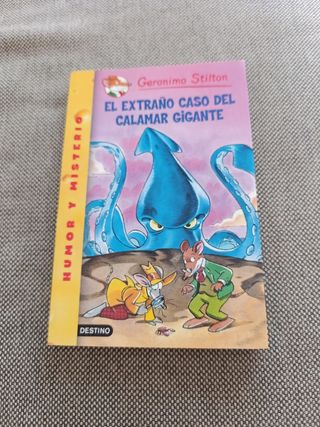 Geronimo Stilton
EL EXTRAÑO CASO DEL
CALAMAR GIGANTE
HUMOR Y MISTERIO
DESTINO